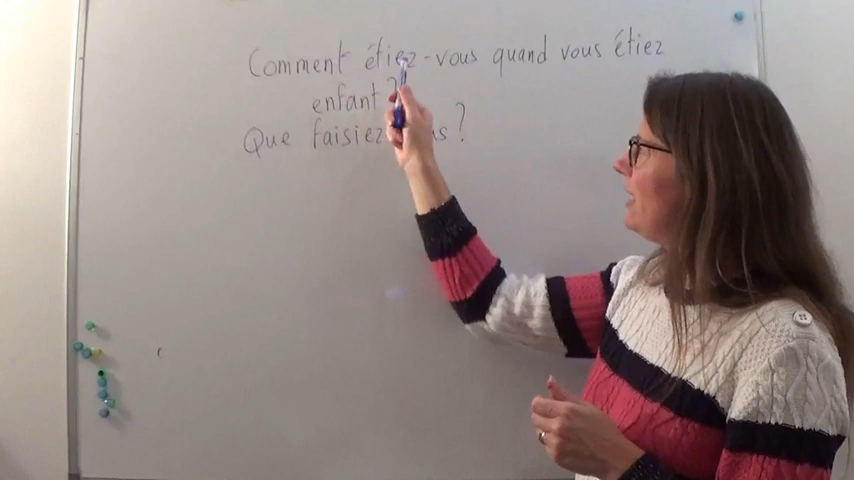 Comment étiez-vous quand vous étiez
enfant ?
Que faisiez ?